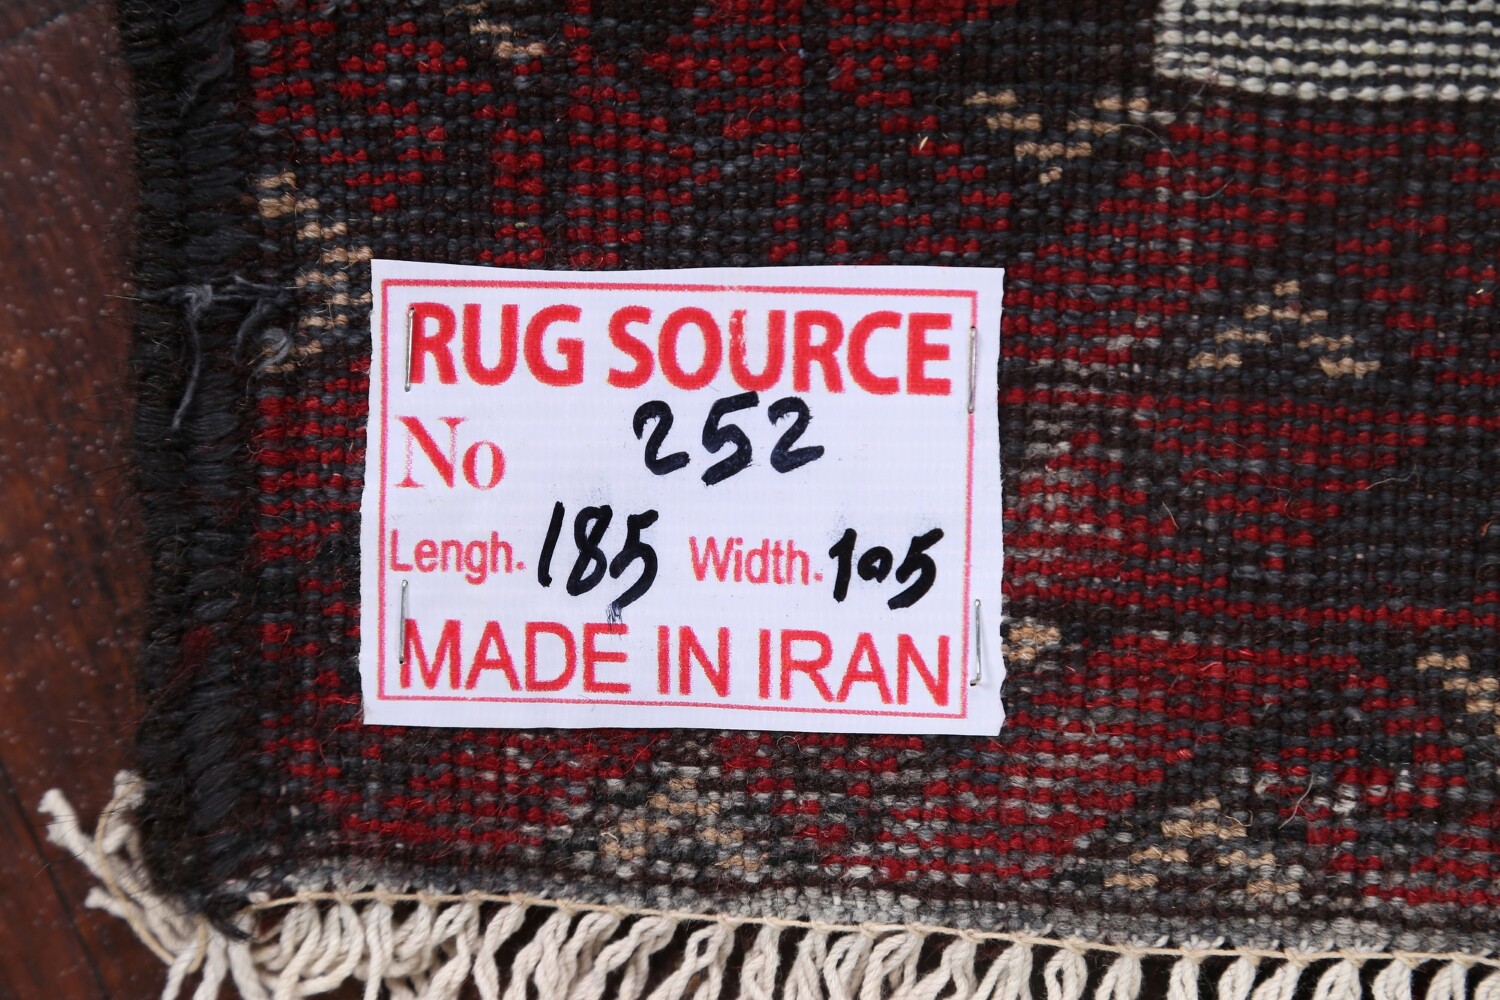 RUG SOURCE
No 252
Lengh. 185 Width. 105
MADE IN IRAN